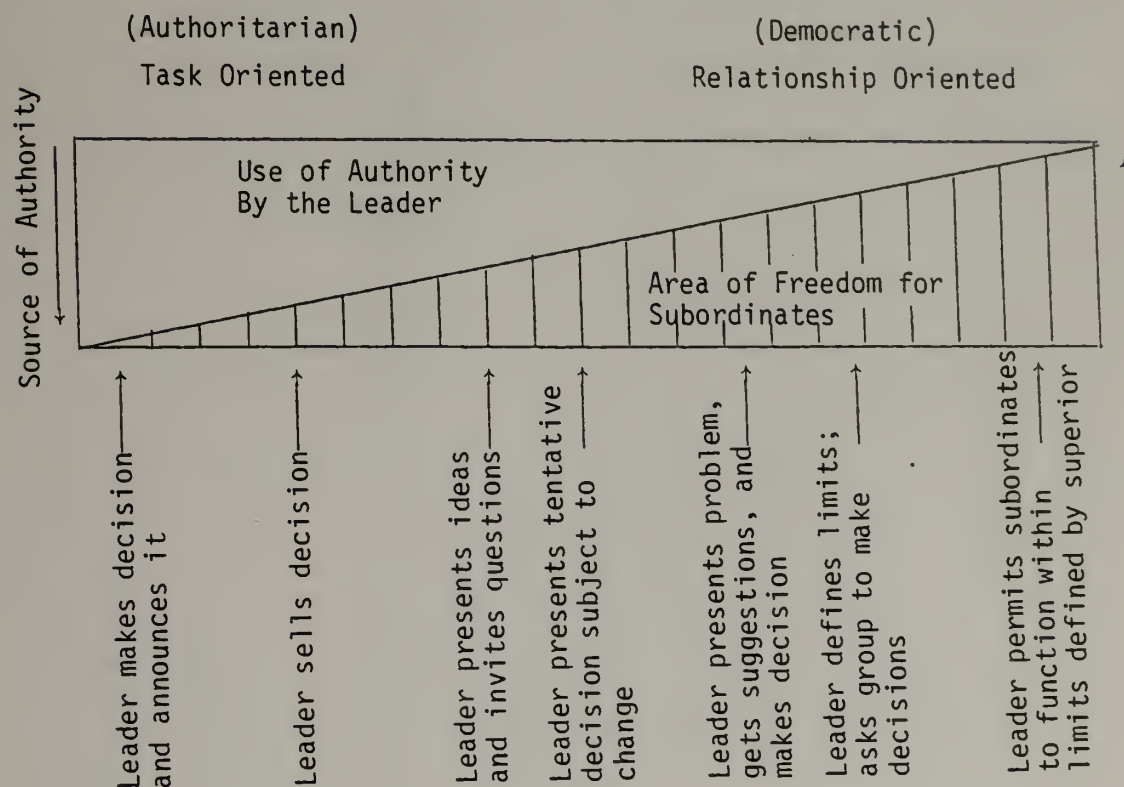 (Authoritarian)
Task Oriented
(Democratic)
Relationship Oriented
Source of Authority
Use of Authority
By the Leader
Area of Freedom for
Subordinates
Leader makes decision
and announces it
Leader sells decision
Leader presents ideas
and invites questions
Leader presents tentative
decision subject to
change
Leader presents problem,
gets suggestions, and
makes decision
Leader defines limits;
asks group to make
decisions
Leader permits subordinates
to function within
limits defined by superior